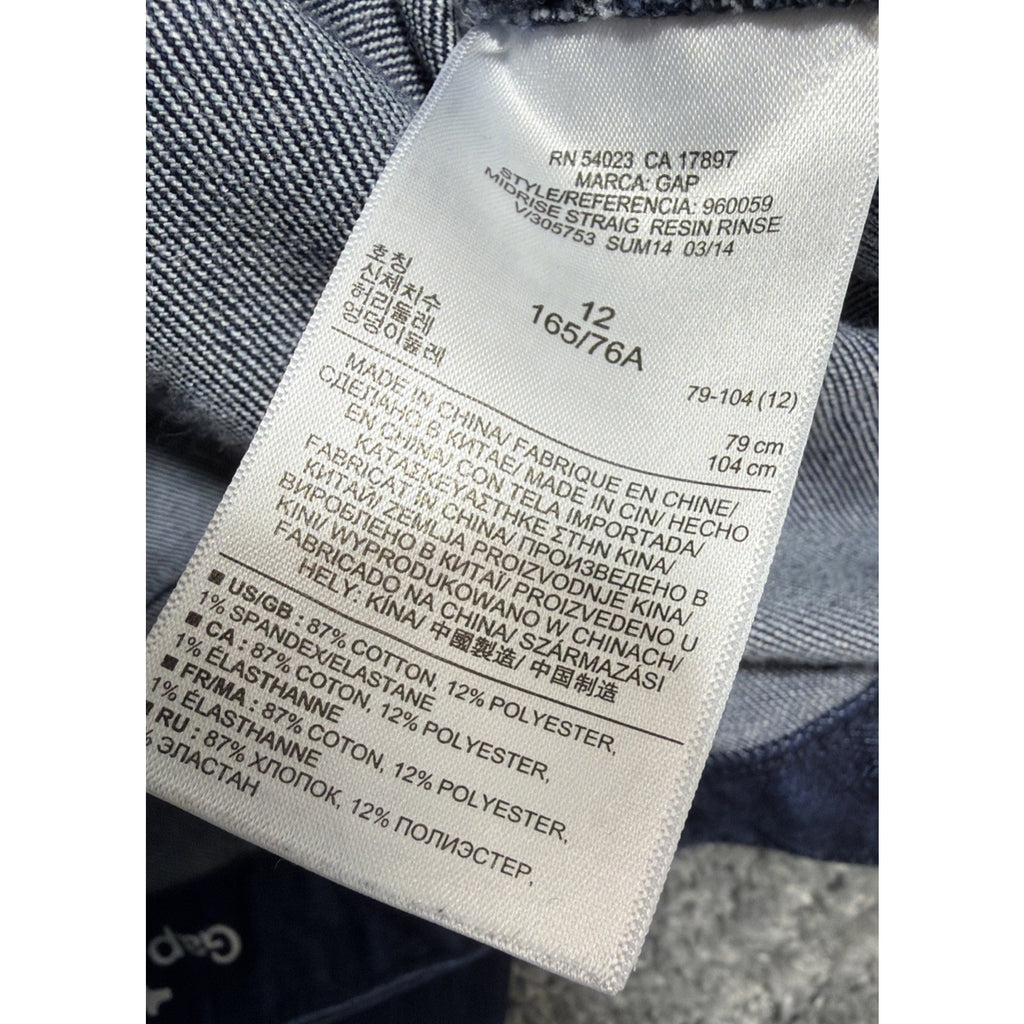 RN 54023 CA 17897
MARCA: GAP
STYLE/REFERENCIA: 960059
MIDRISE STRAIG RESIN RINSE
V/305753 SUM14 03/14
호칭
신체치수
허리둘레
엉덩이둘레
12
165/76A
79-104 (12)
79 cm
104 cm
MADE IN CHINA/ FABRIQUE EN CHINE/
СДЕЛАНО В КИТАЕ/ MADE IN CIN/ HECHO
EN CHINA/ CON TELA IMPORTADA/
ΚΑΤΑΣΚΕΥΑΣΤΗΚΕ ΣΤΗΝ ΚΙΝΑ/
FABRICAT IN CHINA/ ПРОИЗВЕДЕНО В
КИТАЙ/ ZEMLJA PROIZVODNJE KINA/
ВИРОБЛЕНО В КИТАЇ/ PROIZVEDENO U
KINI/ WYPRODUKOWANO W CHINACH/
FABRICADO NA CHINA/ SZÁRMAZÁSI
HELY: KÍNA/ 中國製造/ 中国制造
■ US/GB : 87% COTTON, 12% POLYESTER,
1% SPANDEX/ELASTANE
■ CA : 87% COTON, 12% POLYESTER,
1% ÉLASTHANNE
■ FR/MA : 87% COTON, 12% POLYESTER,
1% ÉLASTHANNE
■ RU : 87% ХЛОПОК, 12% ПОЛИЭСТЕР,
% ЭЛАСТАН
Gap